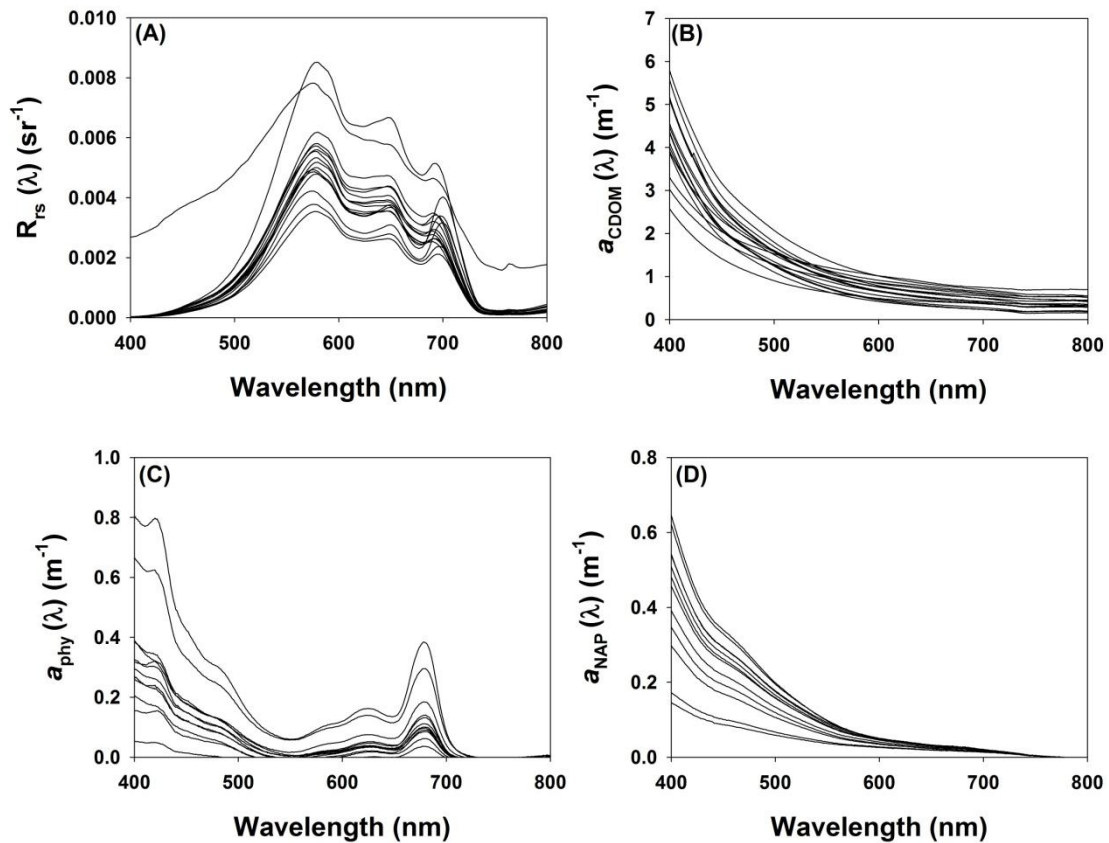 (A)
R_rs (λ) (sr⁻¹)
0.010
0.008
0.006
0.004
0.002
0.000
400 500 600 700 800
Wavelength (nm)
(B)
a_CDOM (λ) (m⁻¹)
7
6
5
4
3
2
1
0
400 500 600 700 800
Wavelength (nm)
(C)
a_phy (λ) (m⁻¹)
1.0
0.8
0.6
0.4
0.2
0.0
400 500 600 700 800
Wavelength (nm)
(D)
a_NAP (λ) (m⁻¹)
0.8
0.6
0.4
0.2
0.0
400 500 600 700 800
Wavelength (nm)